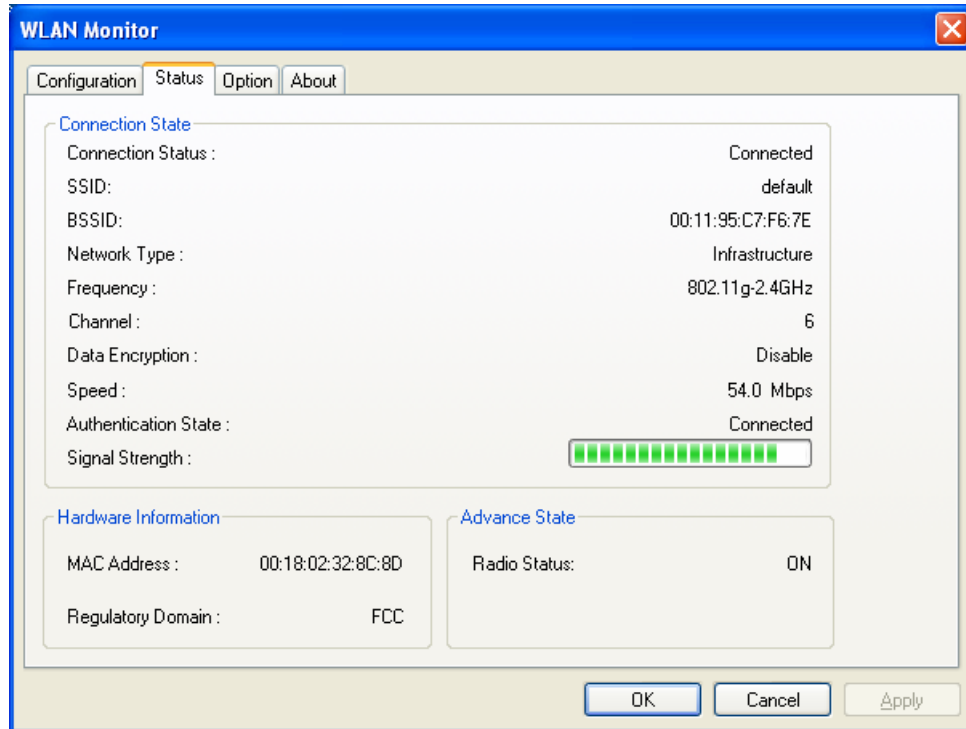 WLAN Monitor
Configuration Status Option About
Connection State
Connection Status : Connected
SSID: default
BSSID: 00:11:95:C7:F6:7E
Network Type : Infrastructure
Frequency : 802.11g-2.4GHz
Channel : 6
Data Encryption : Disable
Speed : 54.0 Mbps
Authentication State : Connected
Signal Strength :
Hardware Information
MAC Address : 00:18:02:32:8C:8D
Regulatory Domain : FCC
Advance State
Radio Status: ON
OK Cancel Apply